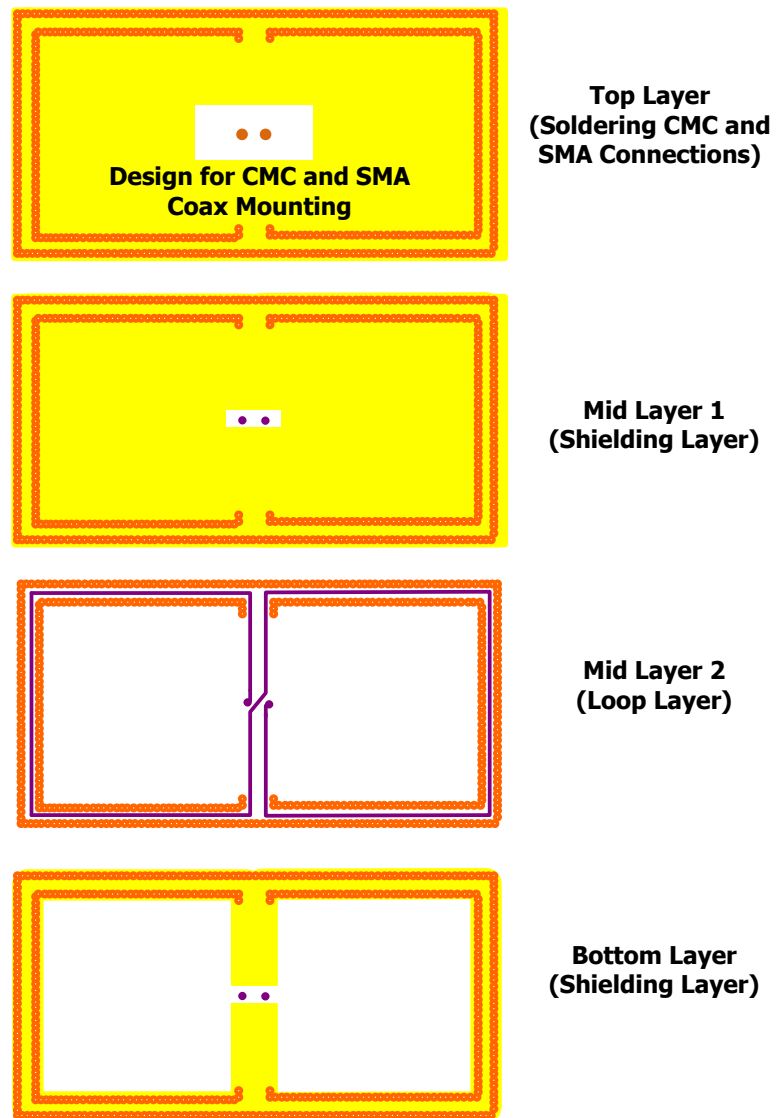 Top Layer
(Soldering CMC and
SMA Connections)
Design for CMC and SMA
Coax Mounting
Mid Layer 1
(Shielding Layer)
Mid Layer 2
(Loop Layer)
Bottom Layer
(Shielding Layer)